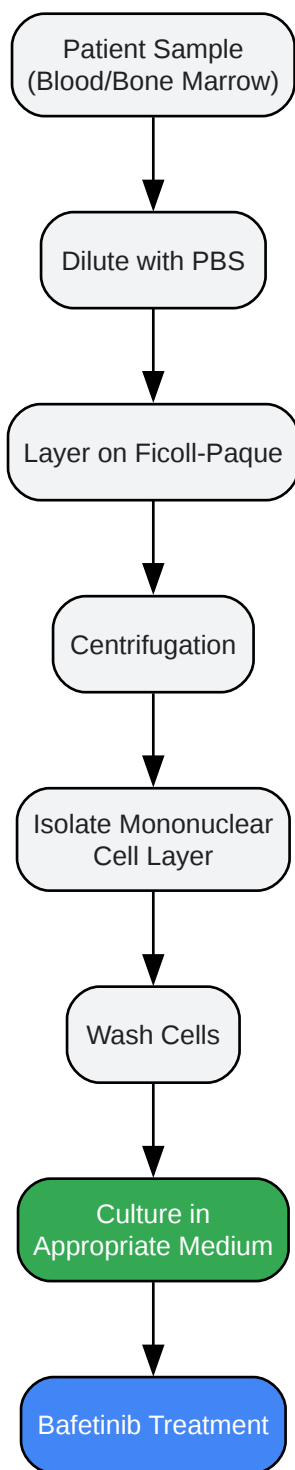 Patient Sample
(Blood/Bone Marrow)
Dilute with PBS
Layer on Ficoll-Paque
Centrifugation
Isolate Mononuclear
Cell Layer
Wash Cells
Culture in
Appropriate Medium
Bafetinib Treatment